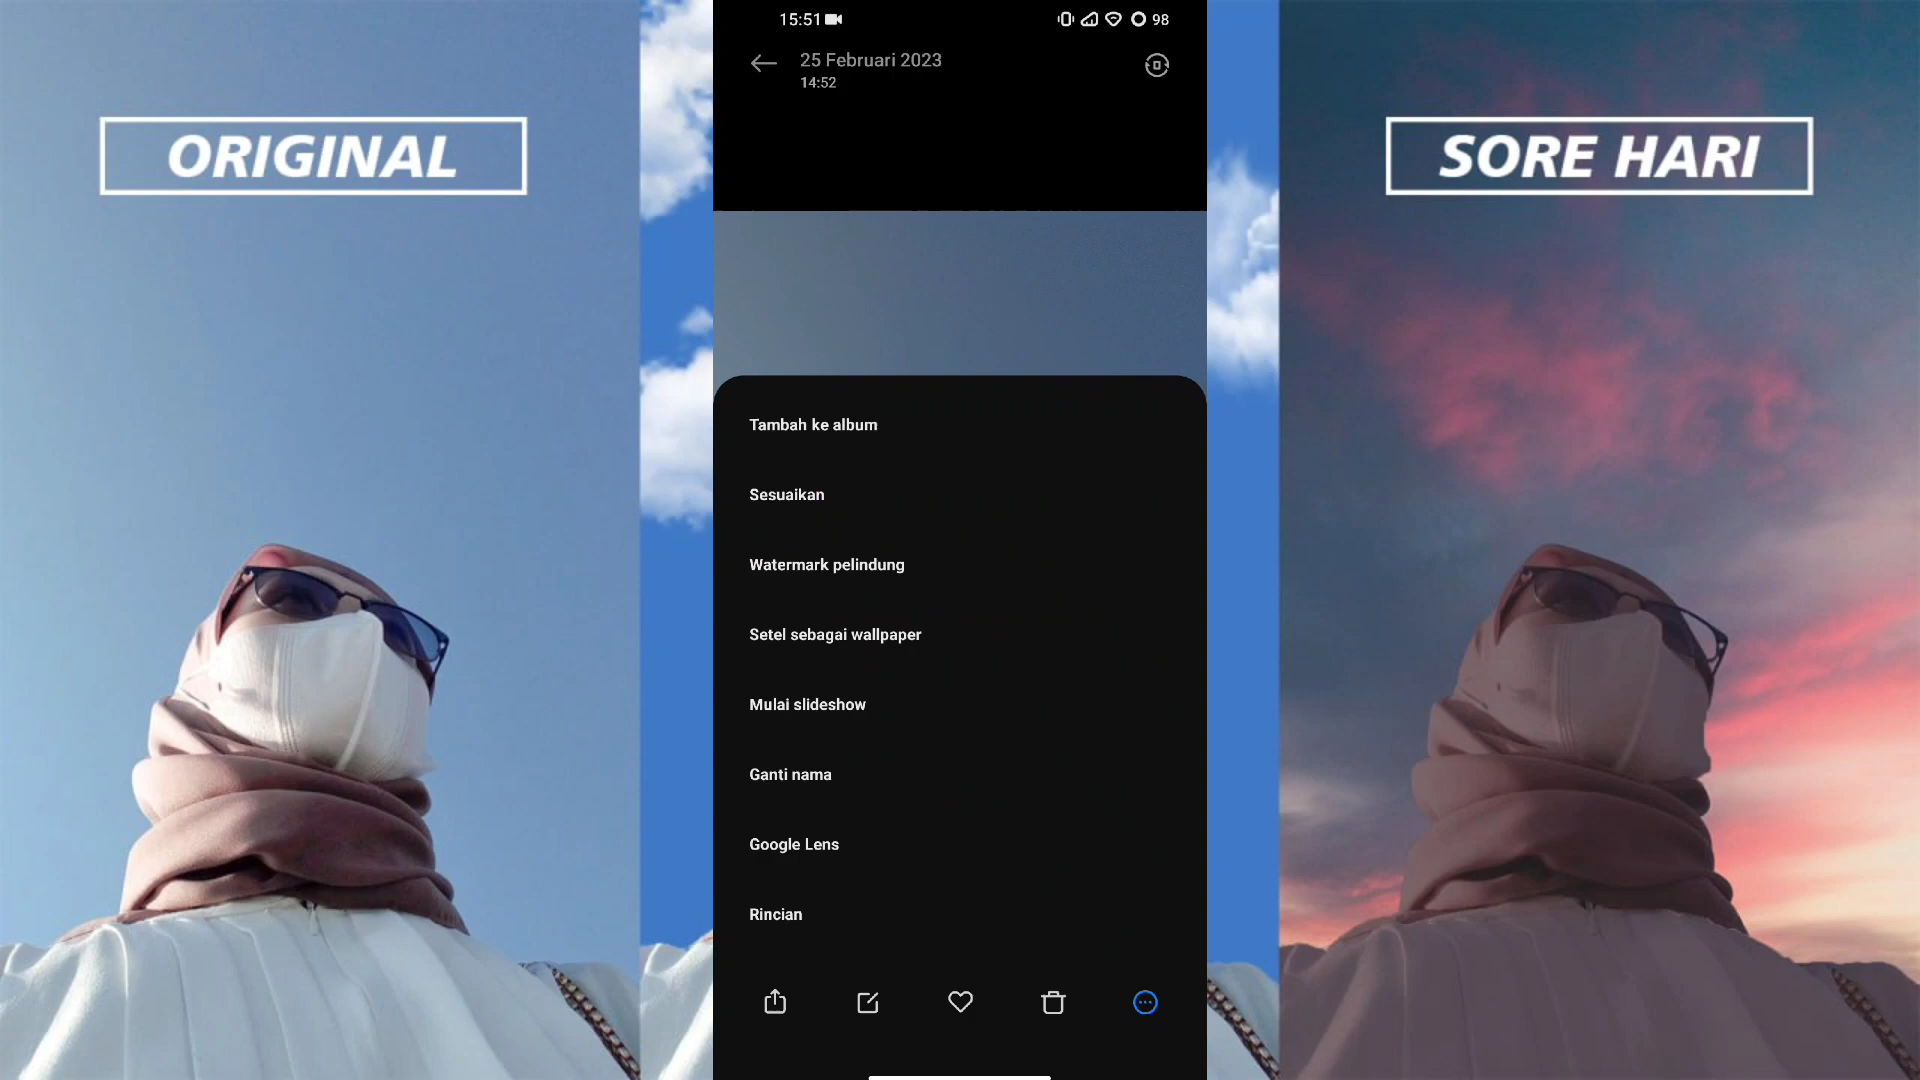 15:51
98
25 Februari 2023
14:52
ORIGINAL
SORE HARI
Tambah ke album
Sesuaikan
Watermark pelindung
Setel sebagai wallpaper
Mulai slideshow
Ganti nama
Google Lens
Rincian